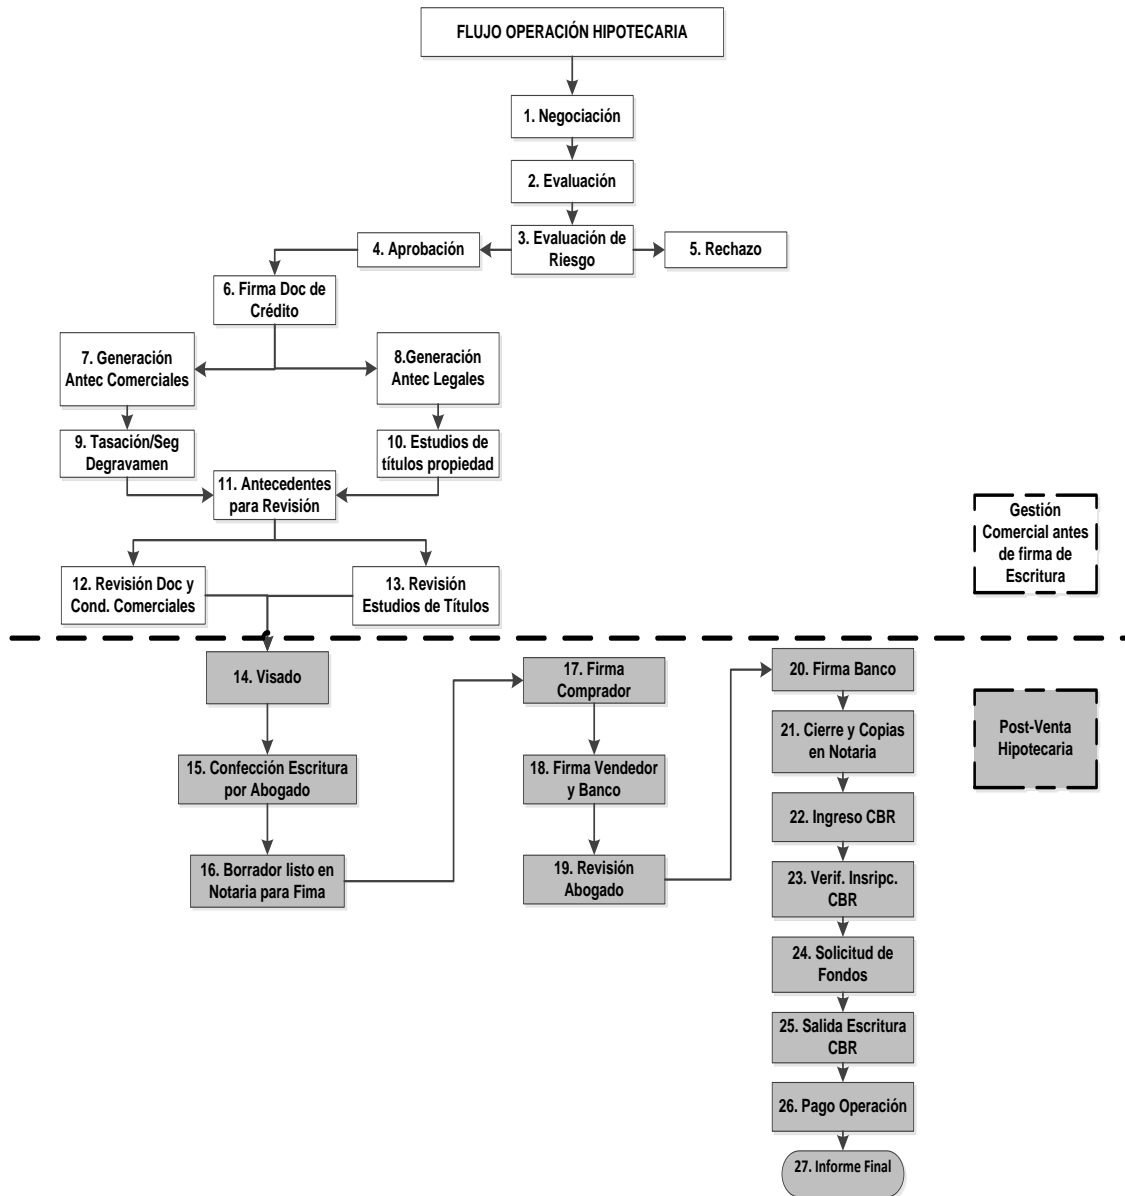 FLUJO OPERACIÓN HIPOTECARIA
1. Negociación
2. Evaluación
3. Evaluación de
Riesgo
4. Aprobación
5. Rechazo
6. Firma Doc de
Crédito
7. Generación
Antec Comerciales
8.Generación
Antec Legales
9. Tasación/Seg
Degravamen
10. Estudios de
títulos propiedad
11. Antecedentes
para Revisión
12. Revisión Doc y
Cond. Comerciales
13. Revisión
Estudios de Títulos
Gestión
Comercial antes
de firma de
Escritura
14. Visado
15. Confección Escritura
por Abogado
16. Borrador listo en
Notaria para Fima
17. Firma
Comprador
18. Firma Vendedor
y Banco
19. Revisión
Abogado
20. Firma Banco
21. Cierre y Copias
en Notaria
22. Ingreso CBR
23. Verif. Insripc.
CBR
24. Solicitud de
Fondos
25. Salida Escritura
CBR
26. Pago Operación
27. Informe Final
Post-Venta
Hipotecaria